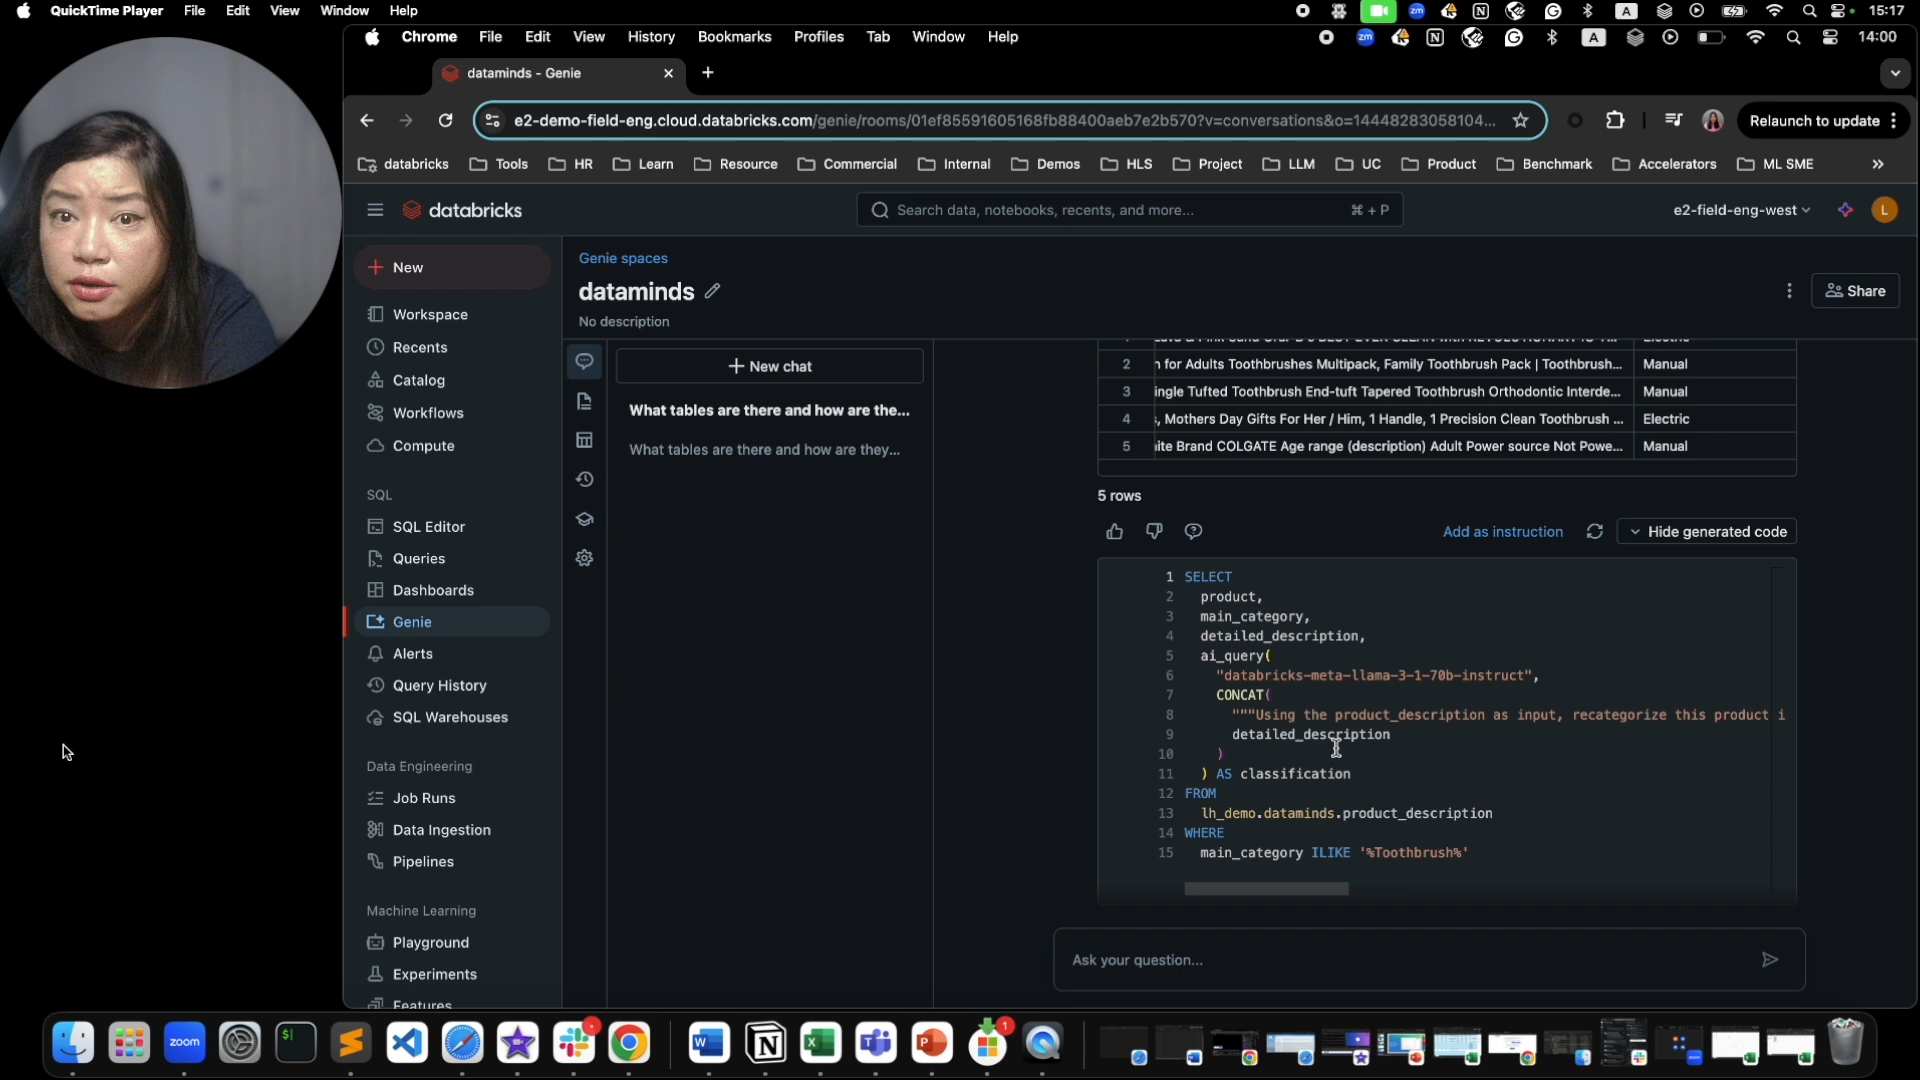 QuickTime Player File Edit View Window Help
zm N A 15:17
Chrome File Edit View History Bookmarks Profiles Tab Window Help
zm N A 14:00
dataminds - Genie
e2-demo-field-eng.cloud.databricks.com/genie/rooms/01ef85591605168fb88400aeb7e2b570?v=conversations&o=14448283058104...
Relaunch to update
databricks Tools HR Learn Resource Commercial Internal Demos HLS Project LLM UC Product Benchmark Accelerators ML SME »
databricks
Search data, notebooks, recents, and more... ⌘ + P
e2-field-eng-west
L
New
Workspace
Recents
Catalog
Workflows
Compute
SQL
SQL Editor
Queries
Dashboards
Genie
Alerts
Query History
SQL Warehouses
Data Engineering
Job Runs
Data Ingestion
Pipelines
Machine Learning
Playground
Experiments
Features
Genie spaces
dataminds
No description
Share
New chat
What tables are there and how are the...
What tables are there and how are they...
2 n for Adults Toothbrushes Multipack, Family Toothbrush Pack | Toothbrush... Manual
3 ingle Tufted Toothbrush End-tuft Tapered Toothbrush Orthodontic Interde... Manual
4 s, Mothers Day Gifts For Her / Him, 1 Handle, 1 Precision Clean Toothbrush ... Electric
5 ite Brand COLGATE Age range (description) Adult Power source Not Powe... Manual
5 rows
Add as instruction
Hide generated code
1 SELECT
2 product,
3 main_category,
4 detailed_description,
5 ai_query(
6 "databricks-meta-llama-3-1-70b-instruct",
7 CONCAT(
8 """Using the product_description as input, recategorize this product i
9 detailed_description
10 )
11 ) AS classification
12 FROM
13 lh_demo.dataminds.product_description
14 WHERE
15 main_category ILIKE '%Toothbrush%'
Ask your question...
zoom
1